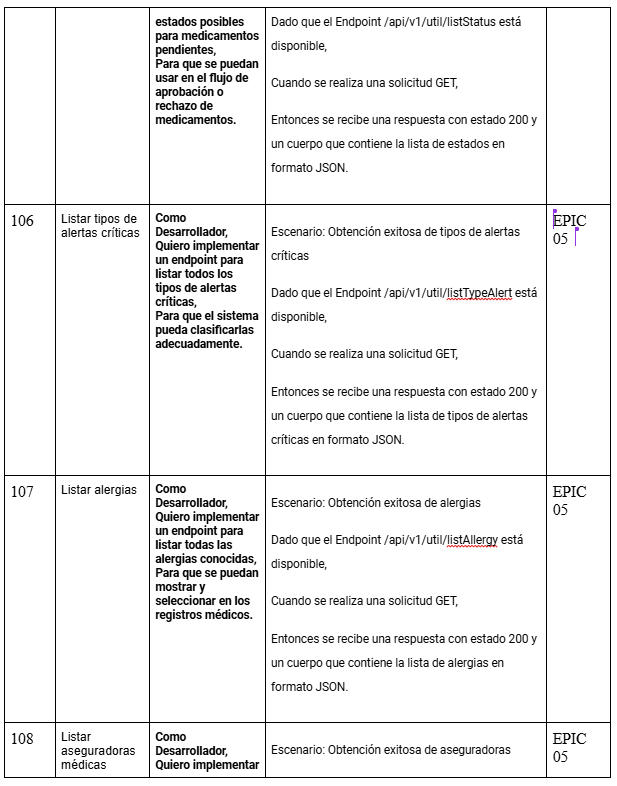 estados posibles
para medicamentos
pendientes,
Para que se puedan
usar en el flujo de
aprobación o
rechazo de
medicamentos.
Dado que el Endpoint /api/v1/util/listStatus está
disponible,
Cuando se realiza una solicitud GET,
Entonces se recibe una respuesta con estado 200 y
un cuerpo que contiene la lista de estados en
formato JSON.
106
Listar tipos de
alertas críticas
Como
Desarrollador,
Quiero implementar
un endpoint para
listar todos los
tipos de alertas
críticas,
Para que el sistema
pueda clasificarlas
adecuadamente.
Escenario: Obtención exitosa de tipos de alertas
críticas
Dado que el Endpoint /api/v1/util/listTypeAlert está
disponible,
Cuando se realiza una solicitud GET,
Entonces se recibe una respuesta con estado 200 y
un cuerpo que contiene la lista de tipos de alertas
críticas en formato JSON.
EPIC
05
107
Listar alergias
Como
Desarrollador,
Quiero implementar
un endpoint para
listar todas las
alergias conocidas,
Para que se puedan
mostrar y
seleccionar en los
registros médicos.
Escenario: Obtención exitosa de alergias
Dado que el Endpoint /api/v1/util/listAllergy está
disponible,
Cuando se realiza una solicitud GET,
Entonces se recibe una respuesta con estado 200 y
un cuerpo que contiene la lista de alergias en
formato JSON.
EPIC
05
108
Listar
aseguradoras
médicas
Como
Desarrollador,
Quiero implementar
Escenario: Obtención exitosa de aseguradoras
EPIC
05